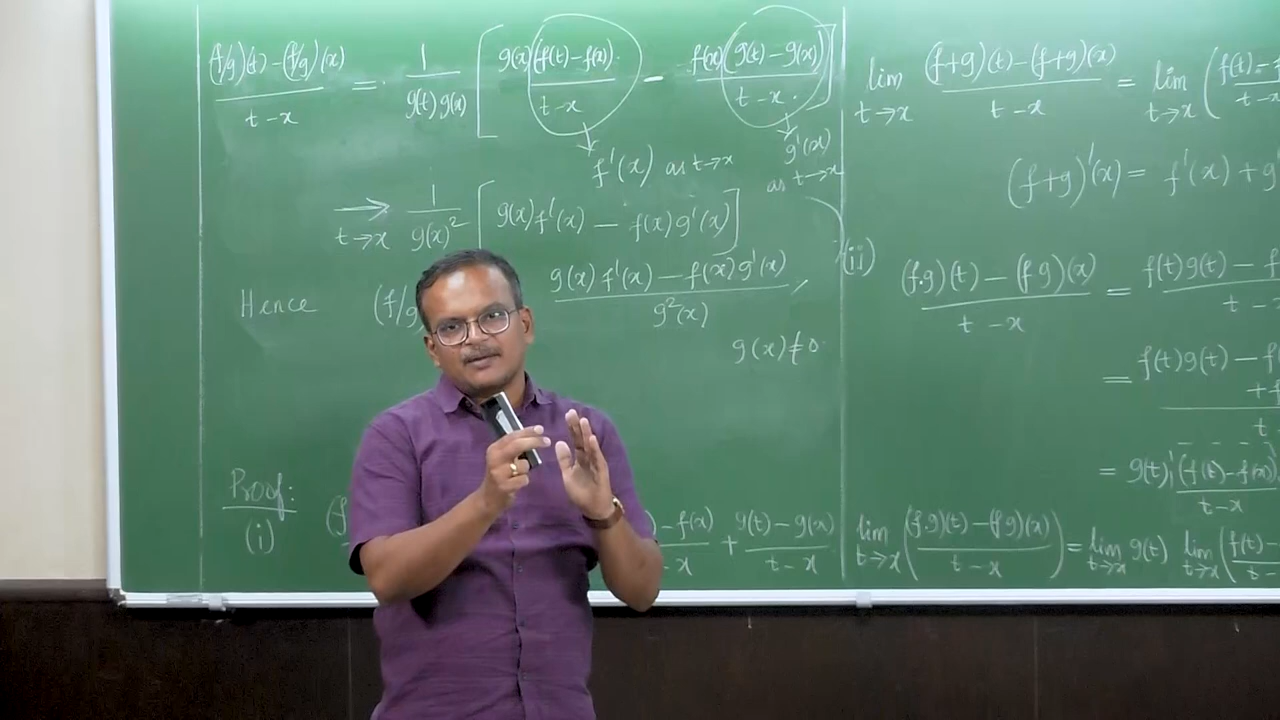 (f/g)(t) - (f/g)(x) / t - x = 1 / g(t) g(x) [ g(x) (f(t) - f(x)) / t - x - f(x) (g(t) - g(x)) / t - x ]
f'(x) as t→x
g'(x)
as t→x
→ t→x 1 / g(x)² [ g(x) f'(x) - f(x) g'(x) ]
Hence (f/g g(x) f'(x) - f(x) g'(x) / g²(x) ,
g(x) ≠ 0.
Proof:
(i) (f ) - f(x) / - x + g(t) - g(x) / t - x
lim t→x (f+g)(t) - (f+g)(x) / t - x = lim t→x ( f(t) - f / t - x
(f+g)'(x) = f'(x) + g'
(ii) (f.g)(t) - (fg)(x) / t - x = f(t) g(t) - f / t -
= f(t) g(t) - f
+ f
t
= g(t) (f(t) - f(x)) / t - x
lim t→x ( (f.g)(t) - (fg)(x) / t - x ) = lim t→x g(t) lim t→x ( f(t) - / t -